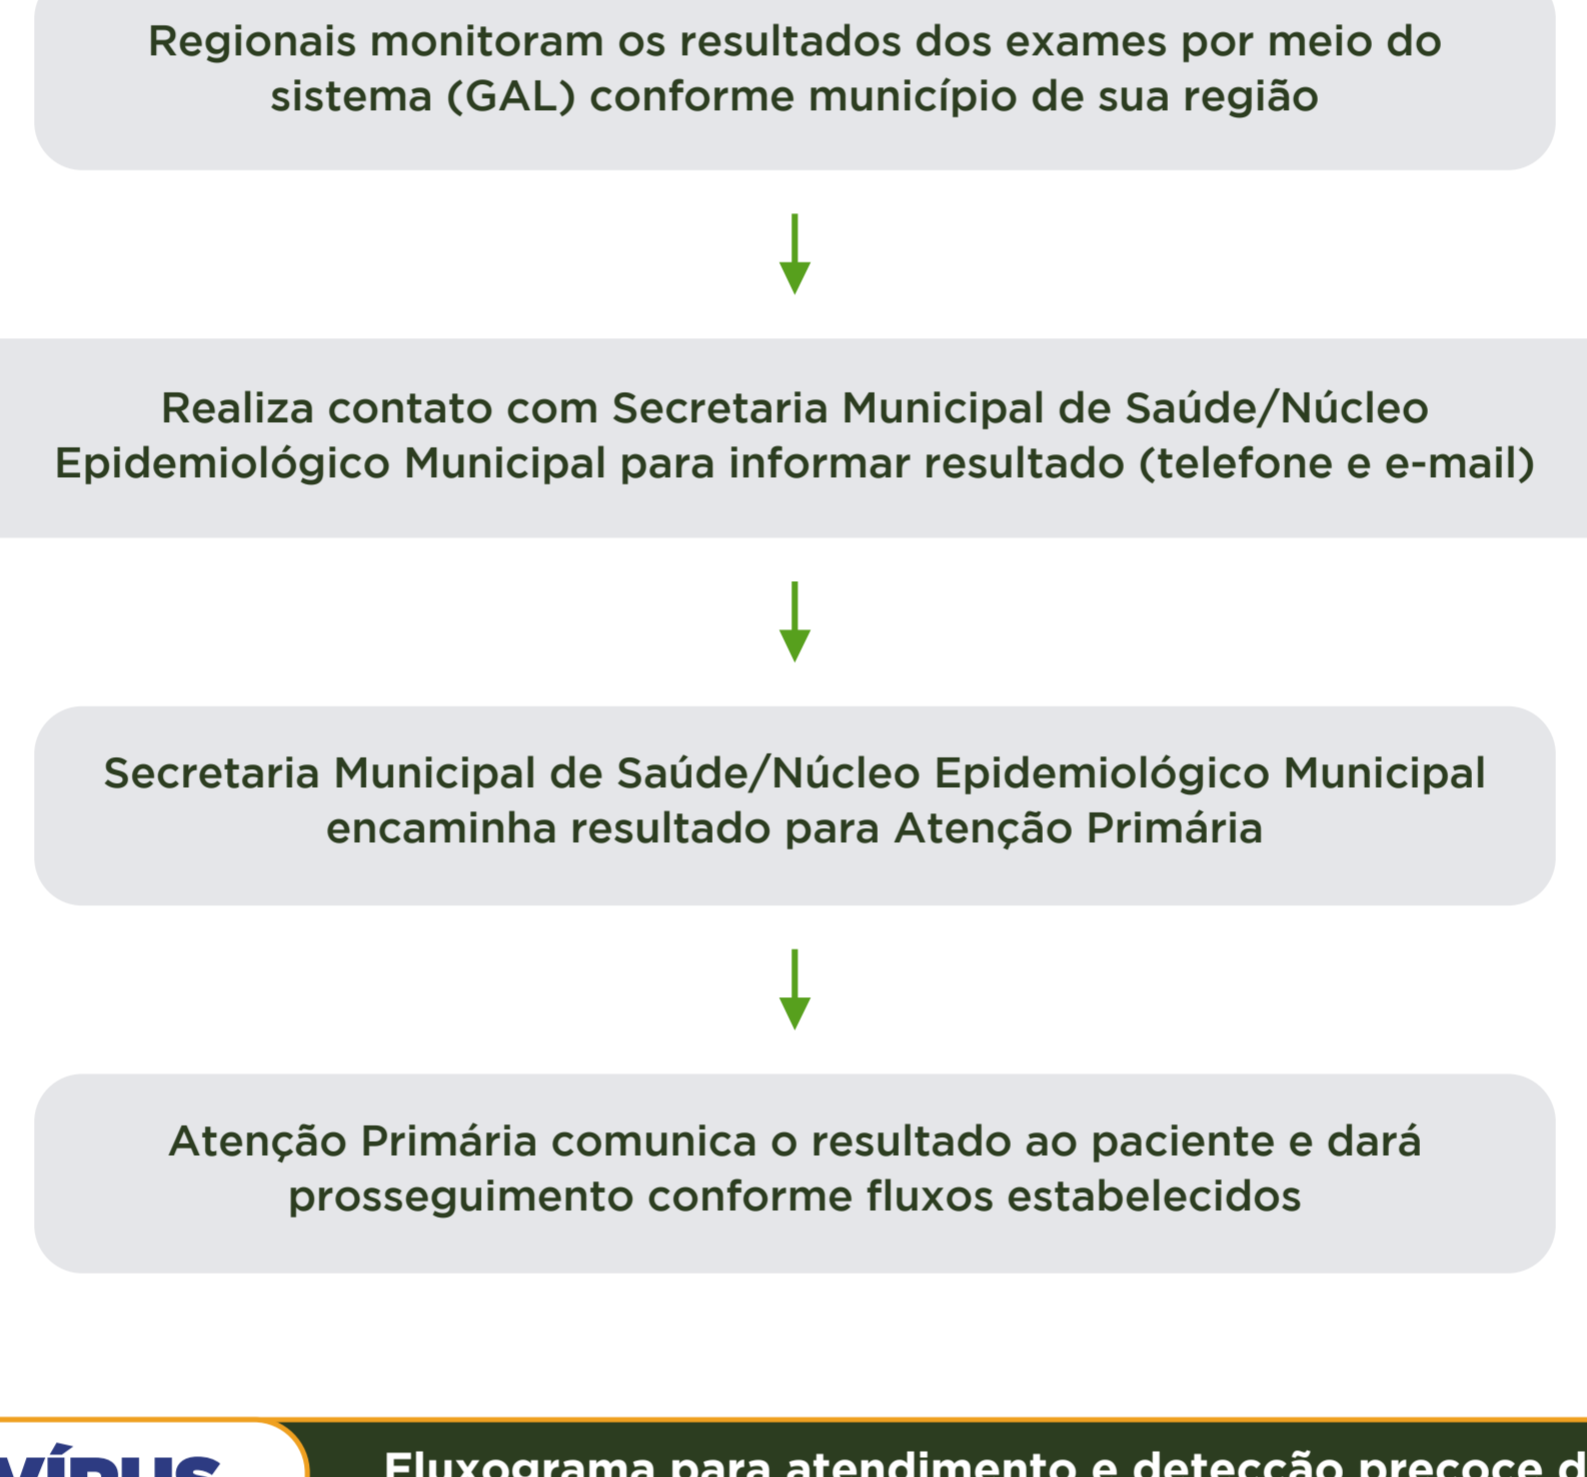 Regionais monitoram os resultados dos exames por meio do
sistema (GAL) conforme município de sua região
Realiza contato com Secretaria Municipal de Saúde/Núcleo
Epidemiológico Municipal para informar resultado (telefone e e-mail)
Secretaria Municipal de Saúde/Núcleo Epidemiológico Municipal
encaminha resultado para Atenção Primária
Atenção Primária comunica o resultado ao paciente e dará
prosseguimento conforme fluxos estabelecidos
VÍRUS
Fluxograma para atendimento e detecção precoce d